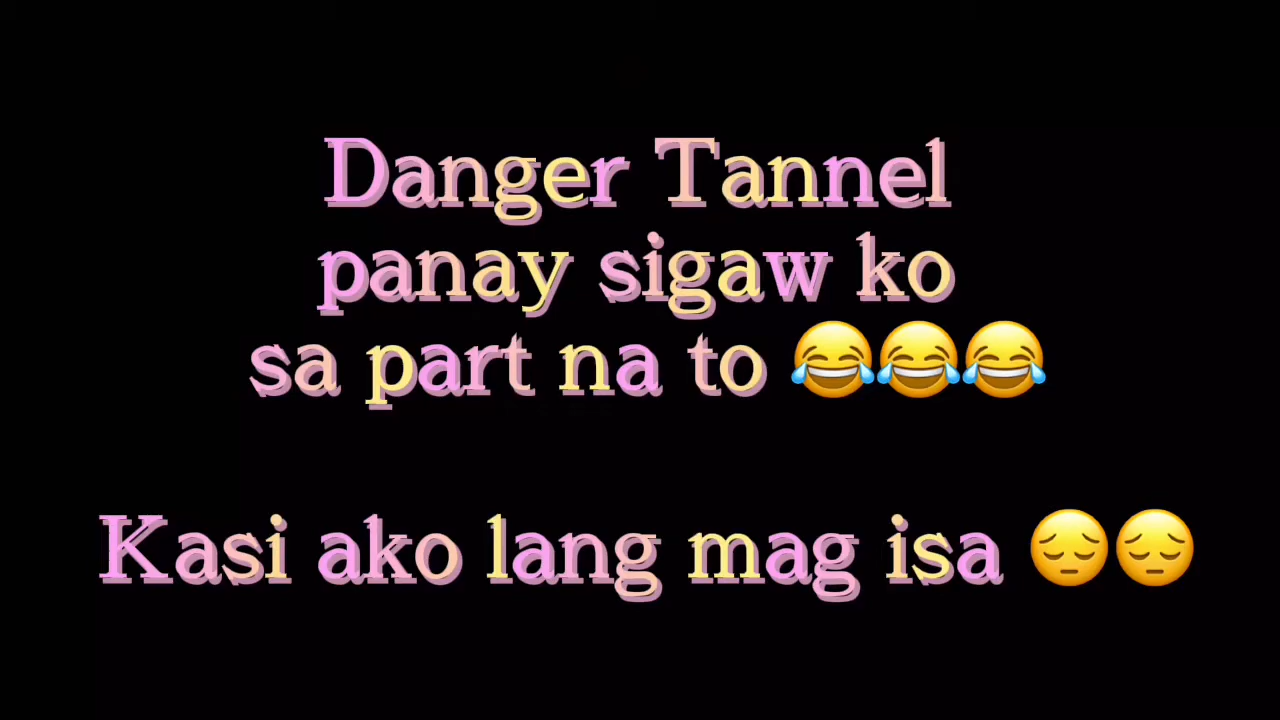 Danger Tannel
panay sigaw ko
sa part na to 😂😂😂
Kasi ako lang mag isa 😔😔